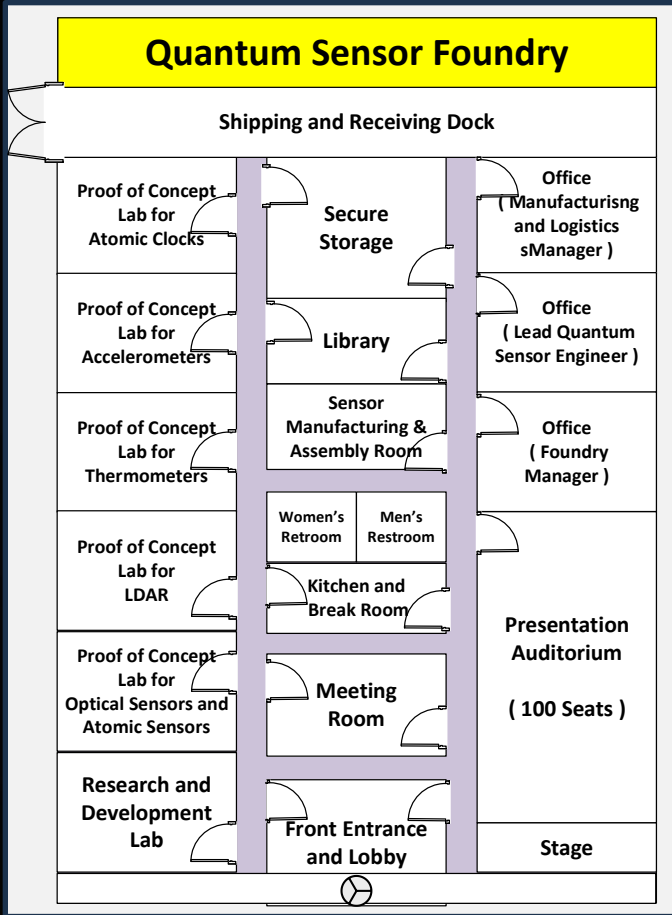 Quantum Sensor Foundry
Shipping and Receiving Dock
Proof of Concept
Lab for
Atomic Clocks
Secure
Storage
Office
( Manufacturisng
and Logistics
sManager )
Proof of Concept
Lab for
Accelerometers
Library
Office
( Lead Quantum
Sensor Engineer )
Proof of Concept
Lab for
Thermometers
Sensor
Manufacturing &
Assembly Room
Office
( Foundry
Manager )
Women's
Retroom
Men's
Restroom
Proof of Concept
Lab for
LDAR
Kitchen and
Break Room
Presentation
Auditorium
( 100 Seats )
Proof of Concept
Lab for
Optical Sensors and
Atomic Sensors
Meeting
Room
Research and
Development
Lab
Front Entrance
and Lobby
Stage